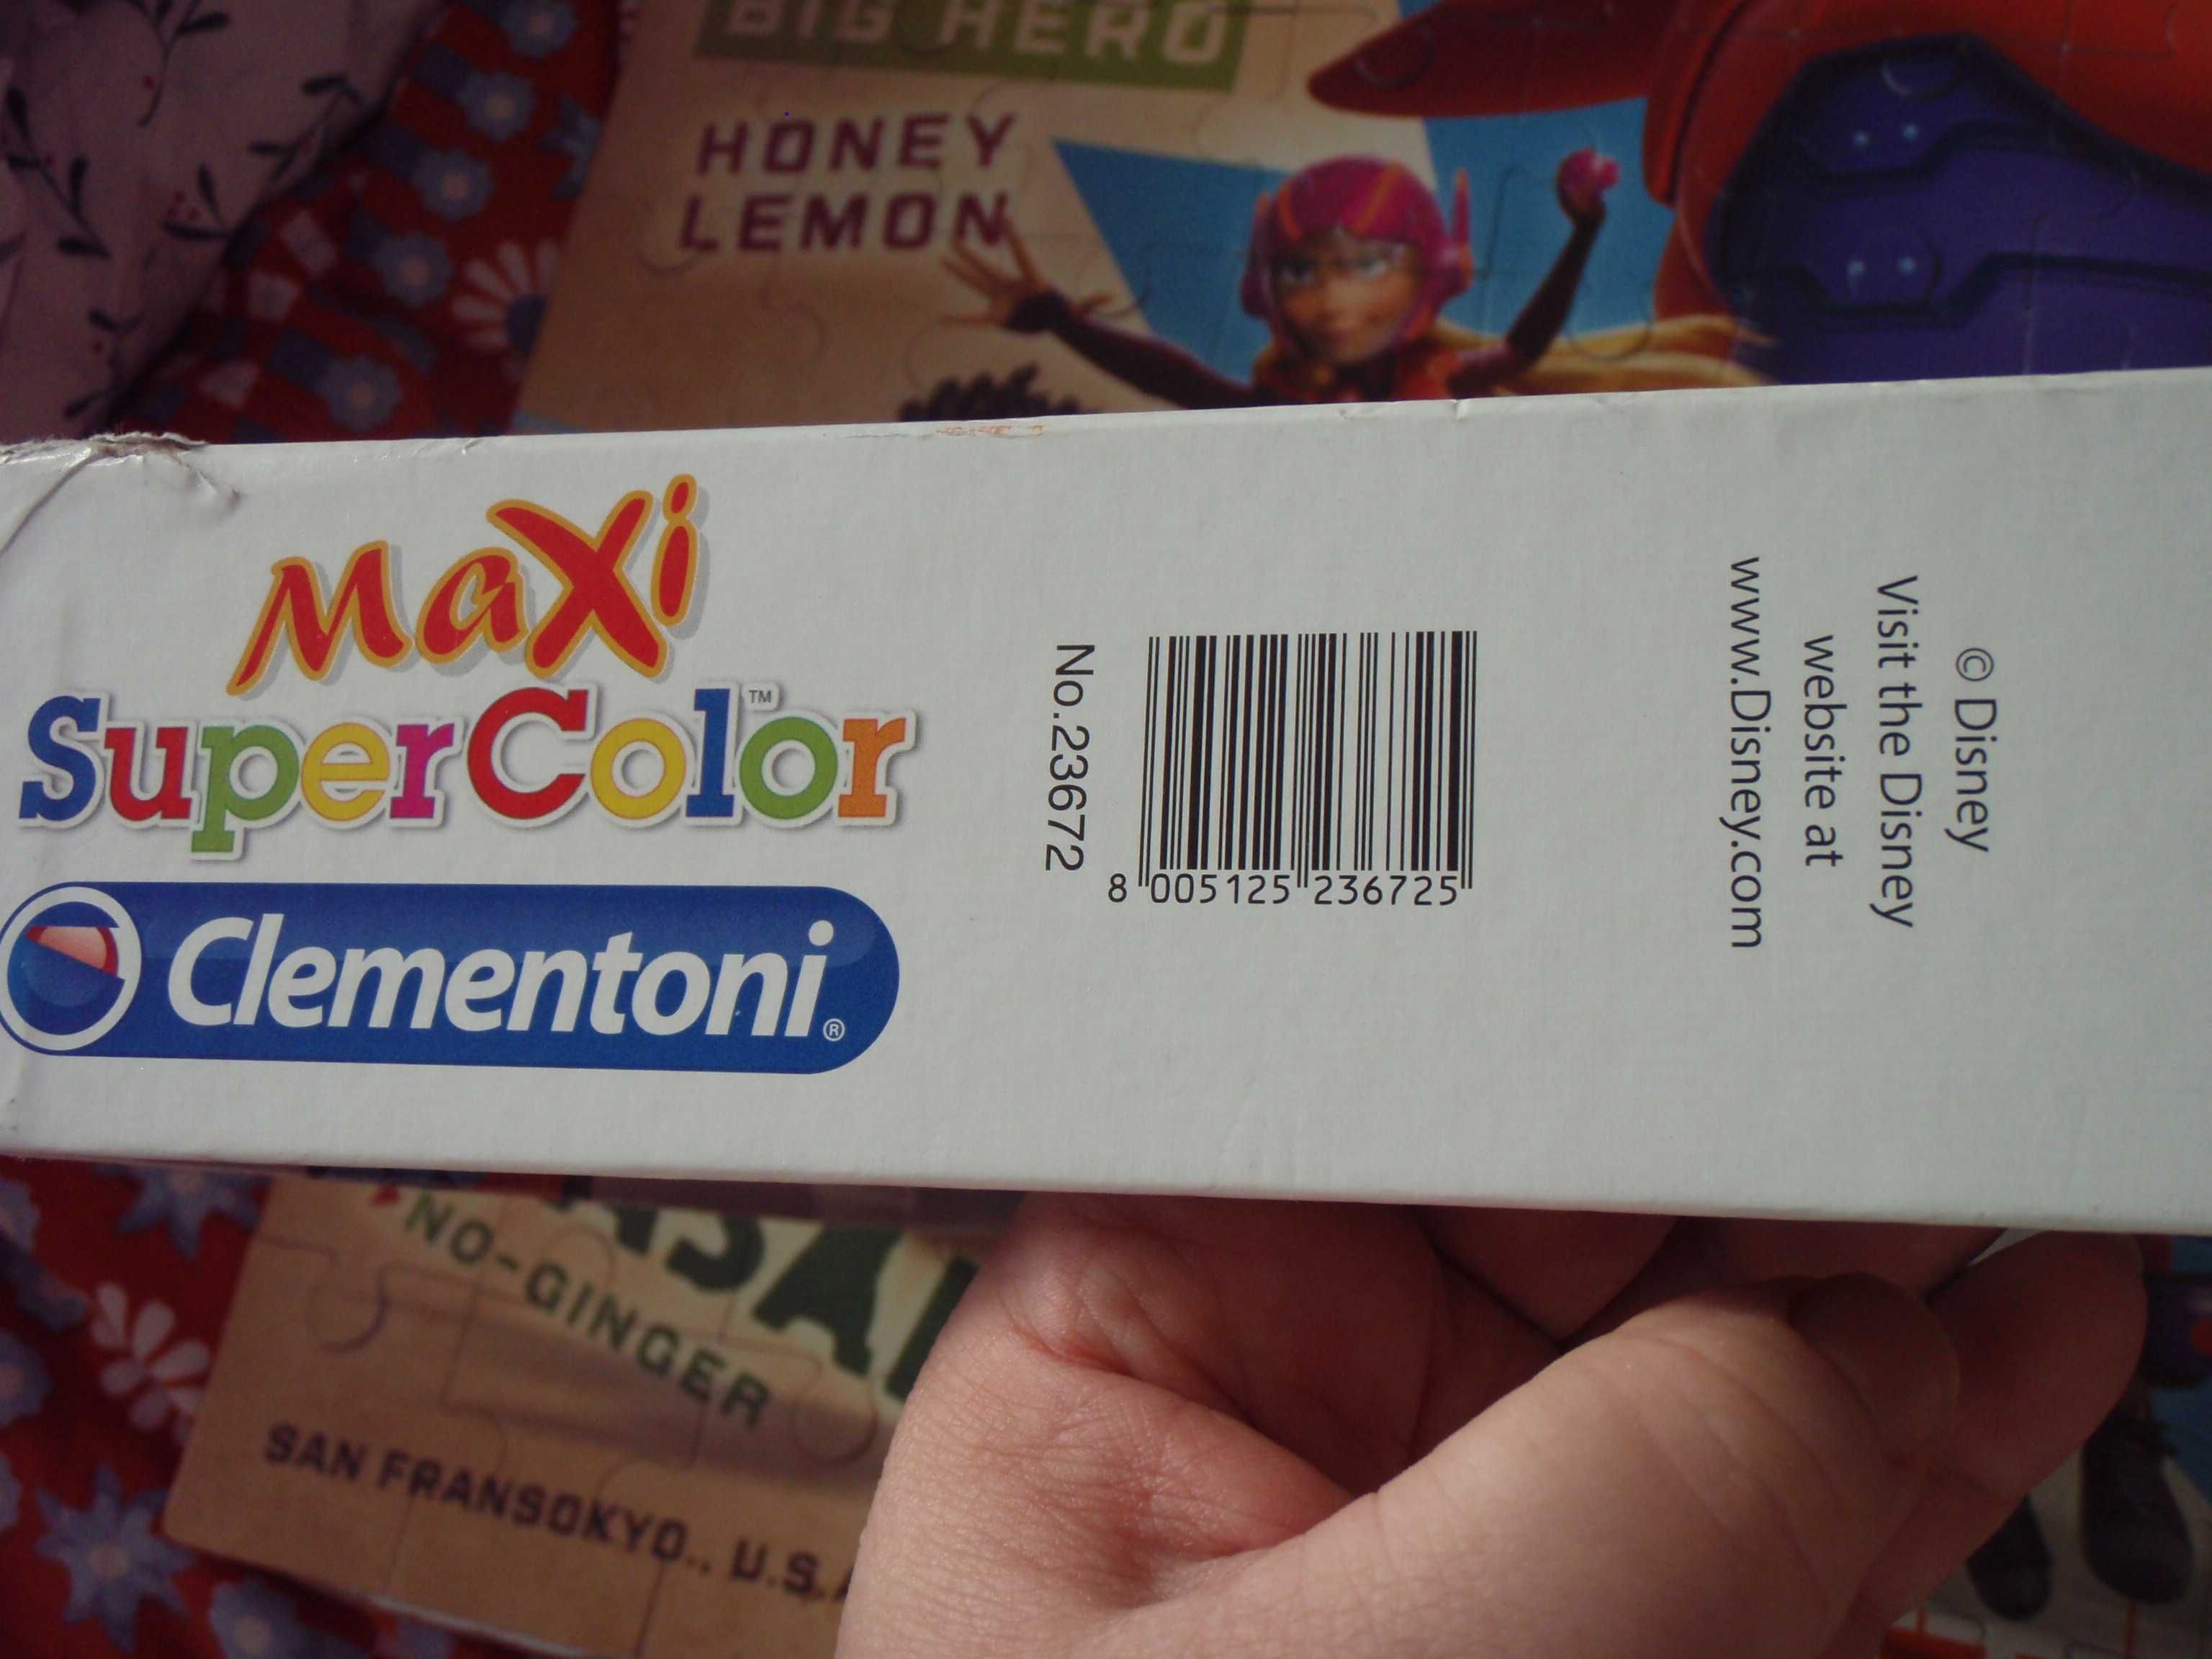 BIG HERO
HONEY
LEMON
MaXi
SuperColor™
Clementoni®
No.23672
8 005125 236725
© Disney
Visit the Disney
website at
www.Disney.com
NO-GINGER
SAN FRANSOKYO., U.S.